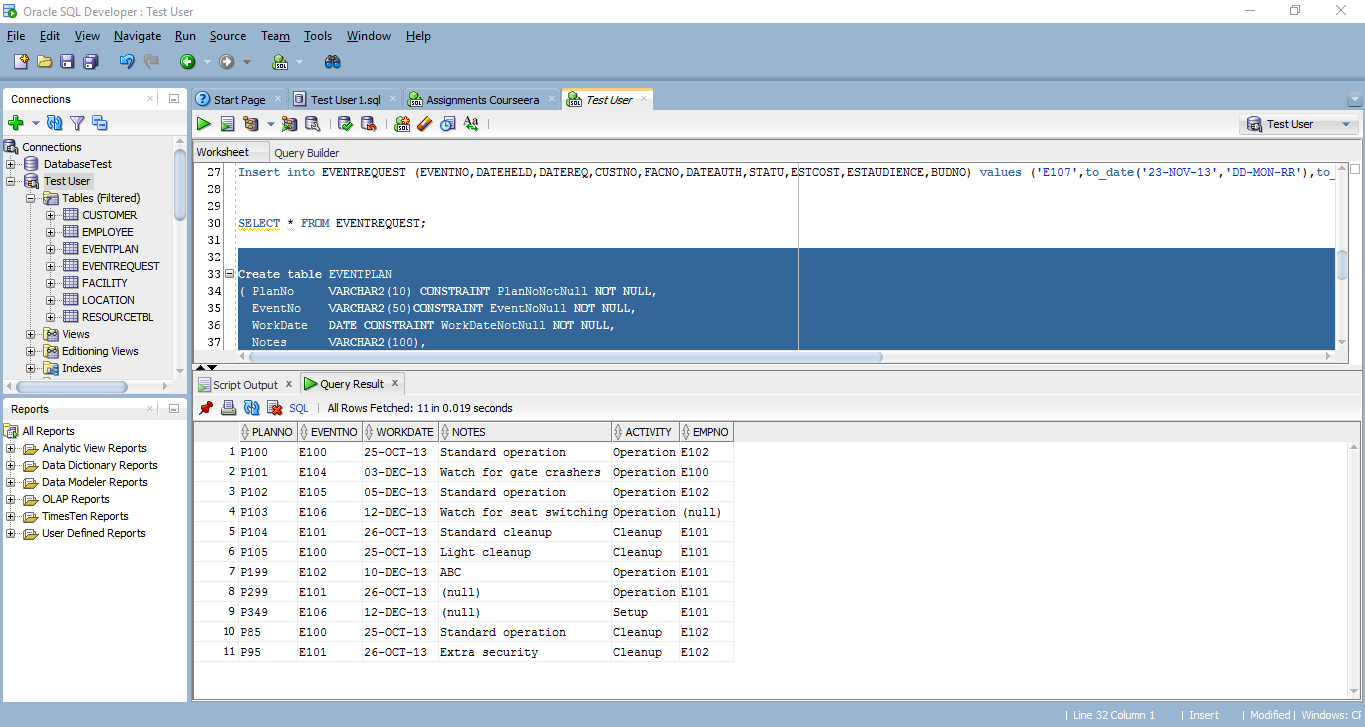 Oracle SQL Developer : Test User
File Edit View Navigate Run Source Team Tools Window Help
Connections
Connections
DatabaseTest
Test User
Tables (Filtered)
CUSTOMER
EMPLOYEE
EVENTPLAN
EVENTREQUEST
FACILITY
LOCATION
RESOURCETBL
Views
Editioning Views
Indexes
Reports
All Reports
Analytic View Reports
Data Dictionary Reports
Data Modeler Reports
OLAP Reports
TimesTen Reports
User Defined Reports
Start Page Test User1.sql Assignments Courseera Test User
Test User
Worksheet Query Builder
27 Insert into EVENTREQUEST (EVENTNO,DATEHELD,DATEREQ,CUSTNO,FACNO,DATEAUTH,STATU,ESTCOST,ESTAUDIENCE,BUDNO) values ('E107',to_date('23-NOV-13','DD-MON-RR'),to_
28
29
30 SELECT * FROM EVENTREQUEST;
31
32
33 Create table EVENTPLAN
34 ( PlanNo VARCHAR2(10) CONSTRAINT PlanNoNotNull NOT NULL,
35 EventNo VARCHAR2(50)CONSTRAINT EventNoNull NOT NULL,
36 WorkDate DATE CONSTRAINT WorkDateNotNull NOT NULL,
37 Notes VARCHAR2(100),
Script Output x Query Result x
SQL | All Rows Fetched: 11 in 0.019 seconds
PLANNO EVENTNO WORKDATE NOTES ACTIVITY EMPNO
1 P100 E100 25-OCT-13 Standard operation Operation E102
2 P101 E104 03-DEC-13 Watch for gate crashers Operation E100
3 P102 E105 05-DEC-13 Standard operation Operation E102
4 P103 E106 12-DEC-13 Watch for seat switching Operation (null)
5 P104 E101 26-OCT-13 Standard cleanup Cleanup E101
6 P105 E100 25-OCT-13 Light cleanup Cleanup E101
7 P199 E102 10-DEC-13 ABC Operation E101
8 P299 E101 26-OCT-13 (null) Operation E101
9 P349 E106 12-DEC-13 (null) Setup E101
10 P85 E100 25-OCT-13 Standard operation Cleanup E102
11 P95 E101 26-OCT-13 Extra security Cleanup E102
| Line 32 Column 1 | Insert | Modified | Windows: CF